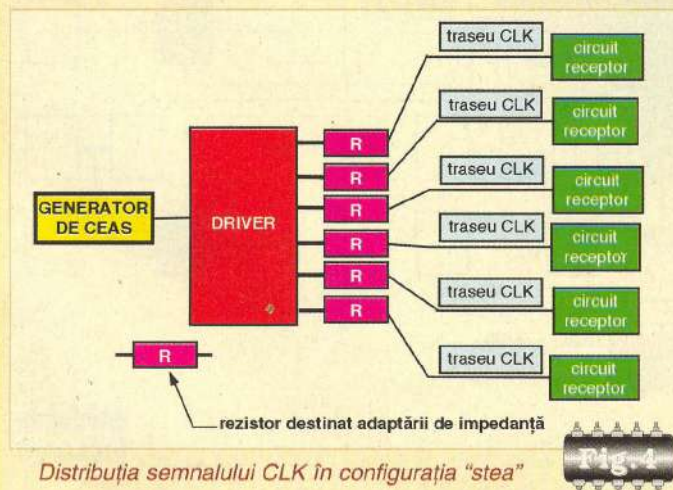 traseu CLK
circuit
receptor
traseu CLK
circuit
receptor
traseu CLK
circuit
receptor
traseu CLK
circuit
receptor
traseu CLK
circuit
receptor
traseu CLK
circuit
receptor
R
R
R
R
R
R
GENERATOR
DE CEAS
DRIVER
R
rezistor destinat adaptării de impedanță
Distribuția semnalului CLK în configurația "stea"
Fig. 4